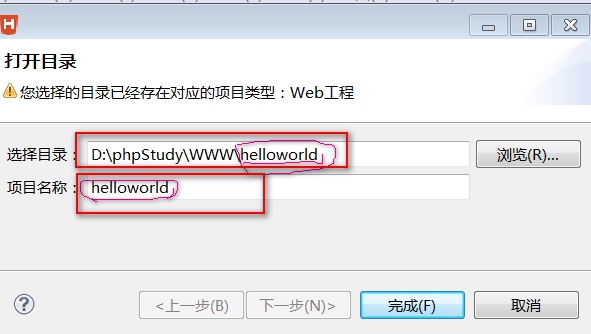 H
打开目录
您选择的目录已经存在对应的项目类型：Web工程
选择目录： D:\phpStudy\WWW\helloworld 浏览(R)...
项目名称： helloworld
? <上一步(B) 下一步(N)> 完成(F) 取消